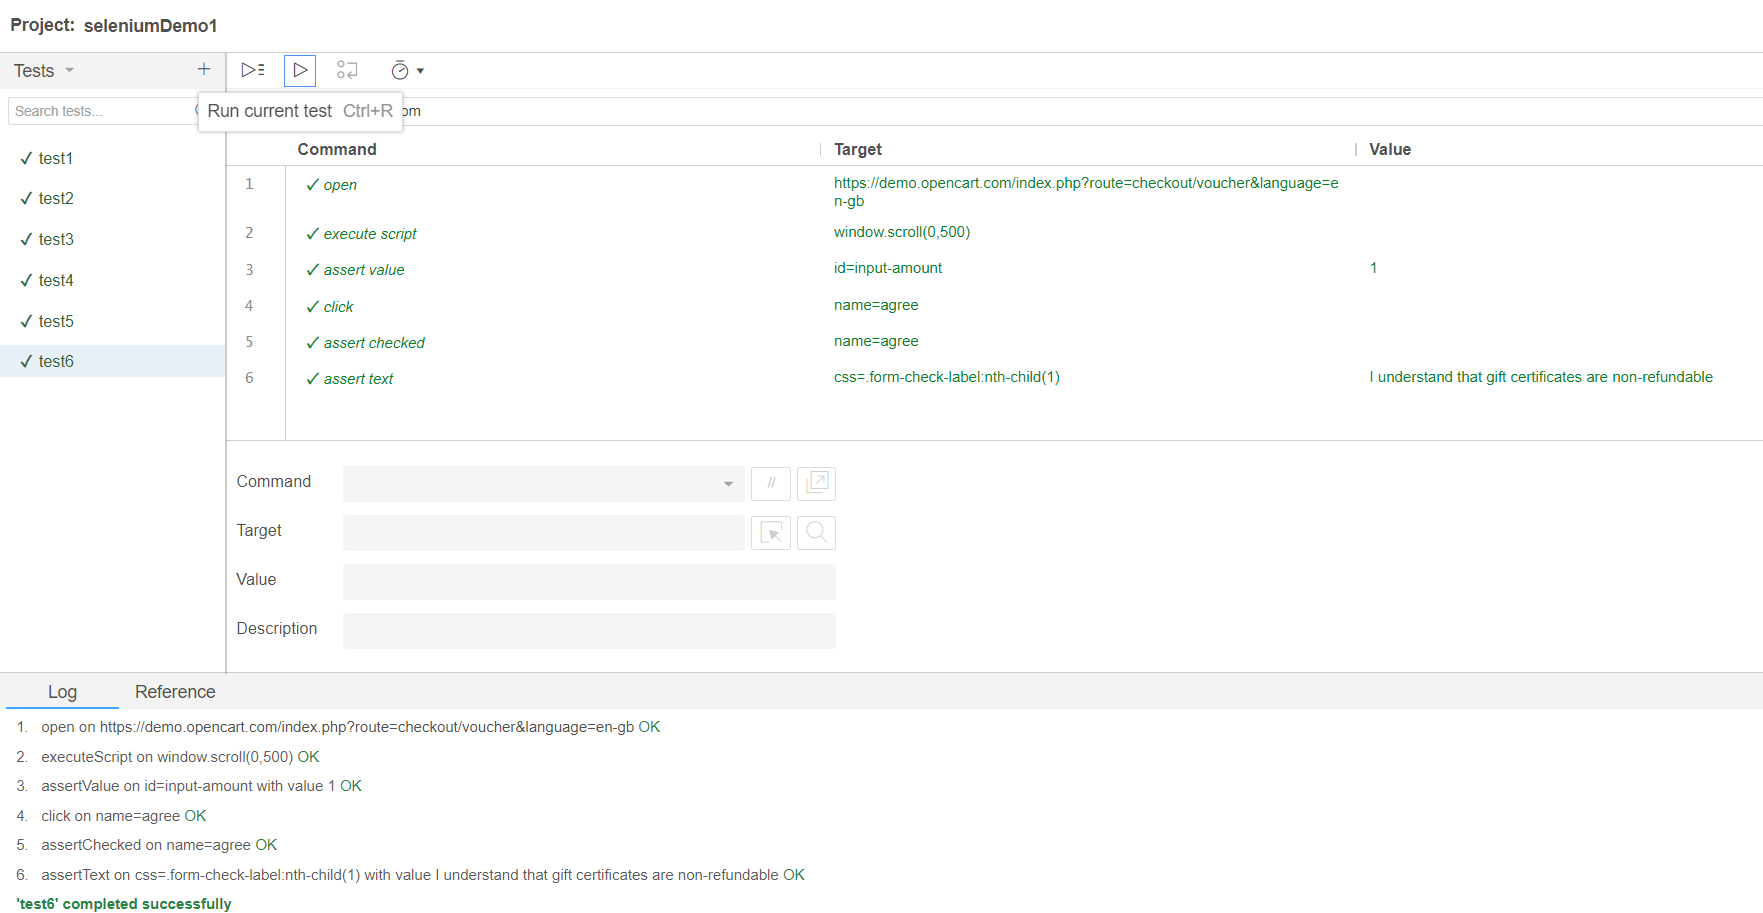 Project: seleniumDemo1
Tests
Search tests...
Run current test Ctrl+R
om
Command Target Value
test1
test2
test3
test4
test5
test6
1 open https://demo.opencart.com/index.php?route=checkout/voucher&language=e
n-gb
2 execute script window.scroll(0,500)
3 assert value id=input-amount 1
4 click name=agree
5 assert checked name=agree
6 assert text css=.form-check-label:nth-child(1) I understand that gift certificates are non-refundable
Command //
Target
Value
Description
Log Reference
1. open on https://demo.opencart.com/index.php?route=checkout/voucher&language=en-gb OK
2. executeScript on window.scroll(0,500) OK
3. assertValue on id=input-amount with value 1 OK
4. click on name=agree OK
5. assertChecked on name=agree OK
6. assertText on css=.form-check-label:nth-child(1) with value I understand that gift certificates are non-refundable OK
'test6' completed successfully